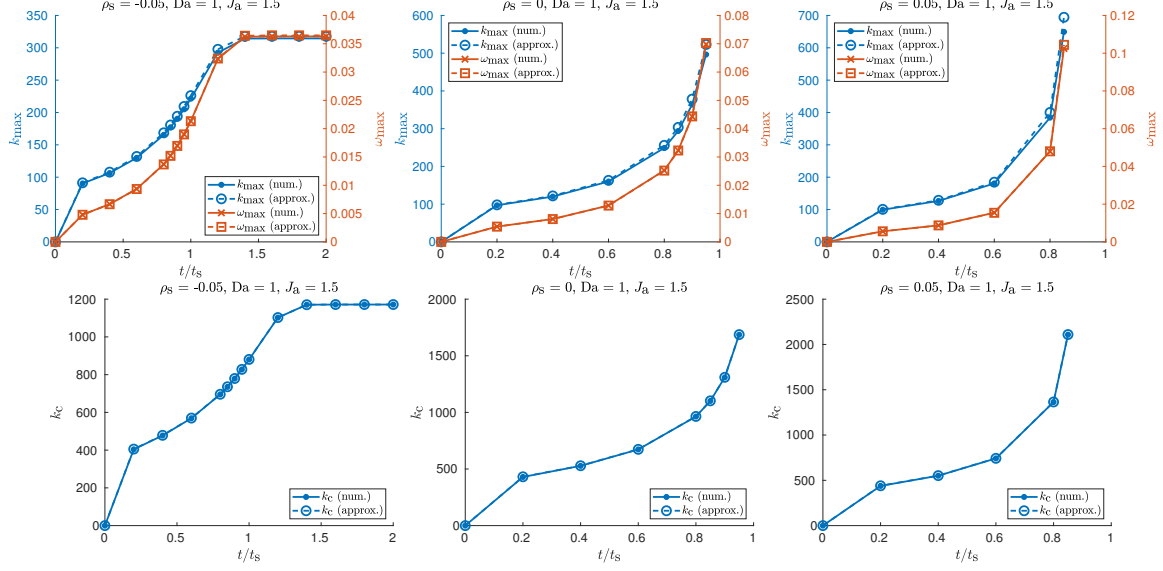 ρs = -0.05, Da = 1, Ja = 1.5
350
300
250
200
150
100
50
0
kmax
0.04
0.035
0.03
0.025
0.02
0.015
0.01
0.005
0
ωmax
kmax (num.)
kmax (approx.)
ωmax (num.)
ωmax (approx.)
0 0.5 1 1.5 2
t/ts
ρs = 0, Da = 1, Ja = 1.5
600
500
400
300
200
100
0
kmax
0.08
0.07
0.06
0.05
0.04
0.03
0.02
0.01
0
ωmax
kmax (num.)
kmax (approx.)
ωmax (num.)
ωmax (approx.)
0 0.2 0.4 0.6 0.8 1
t/ts
ρs = 0.05, Da = 1, Ja = 1.5
700
600
500
400
300
200
100
0
kmax
0.12
0.1
0.08
0.06
0.04
0.02
0
ωmax
kmax (num.)
kmax (approx.)
ωmax (num.)
ωmax (approx.)
0 0.2 0.4 0.6 0.8 1
t/ts
ρs = -0.05, Da = 1, Ja = 1.5
1200
1000
800
600
400
200
0
kc
kc (num.)
kc (approx.)
0 0.5 1 1.5 2
t/ts
ρs = 0, Da = 1, Ja = 1.5
2000
1500
1000
500
0
kc
kc (num.)
kc (approx.)
0 0.2 0.4 0.6 0.8 1
t/ts
ρs = 0.05, Da = 1, Ja = 1.5
2500
2000
1500
1000
500
0
kc
kc (num.)
kc (approx.)
0 0.2 0.4 0.6 0.8 1
t/ts